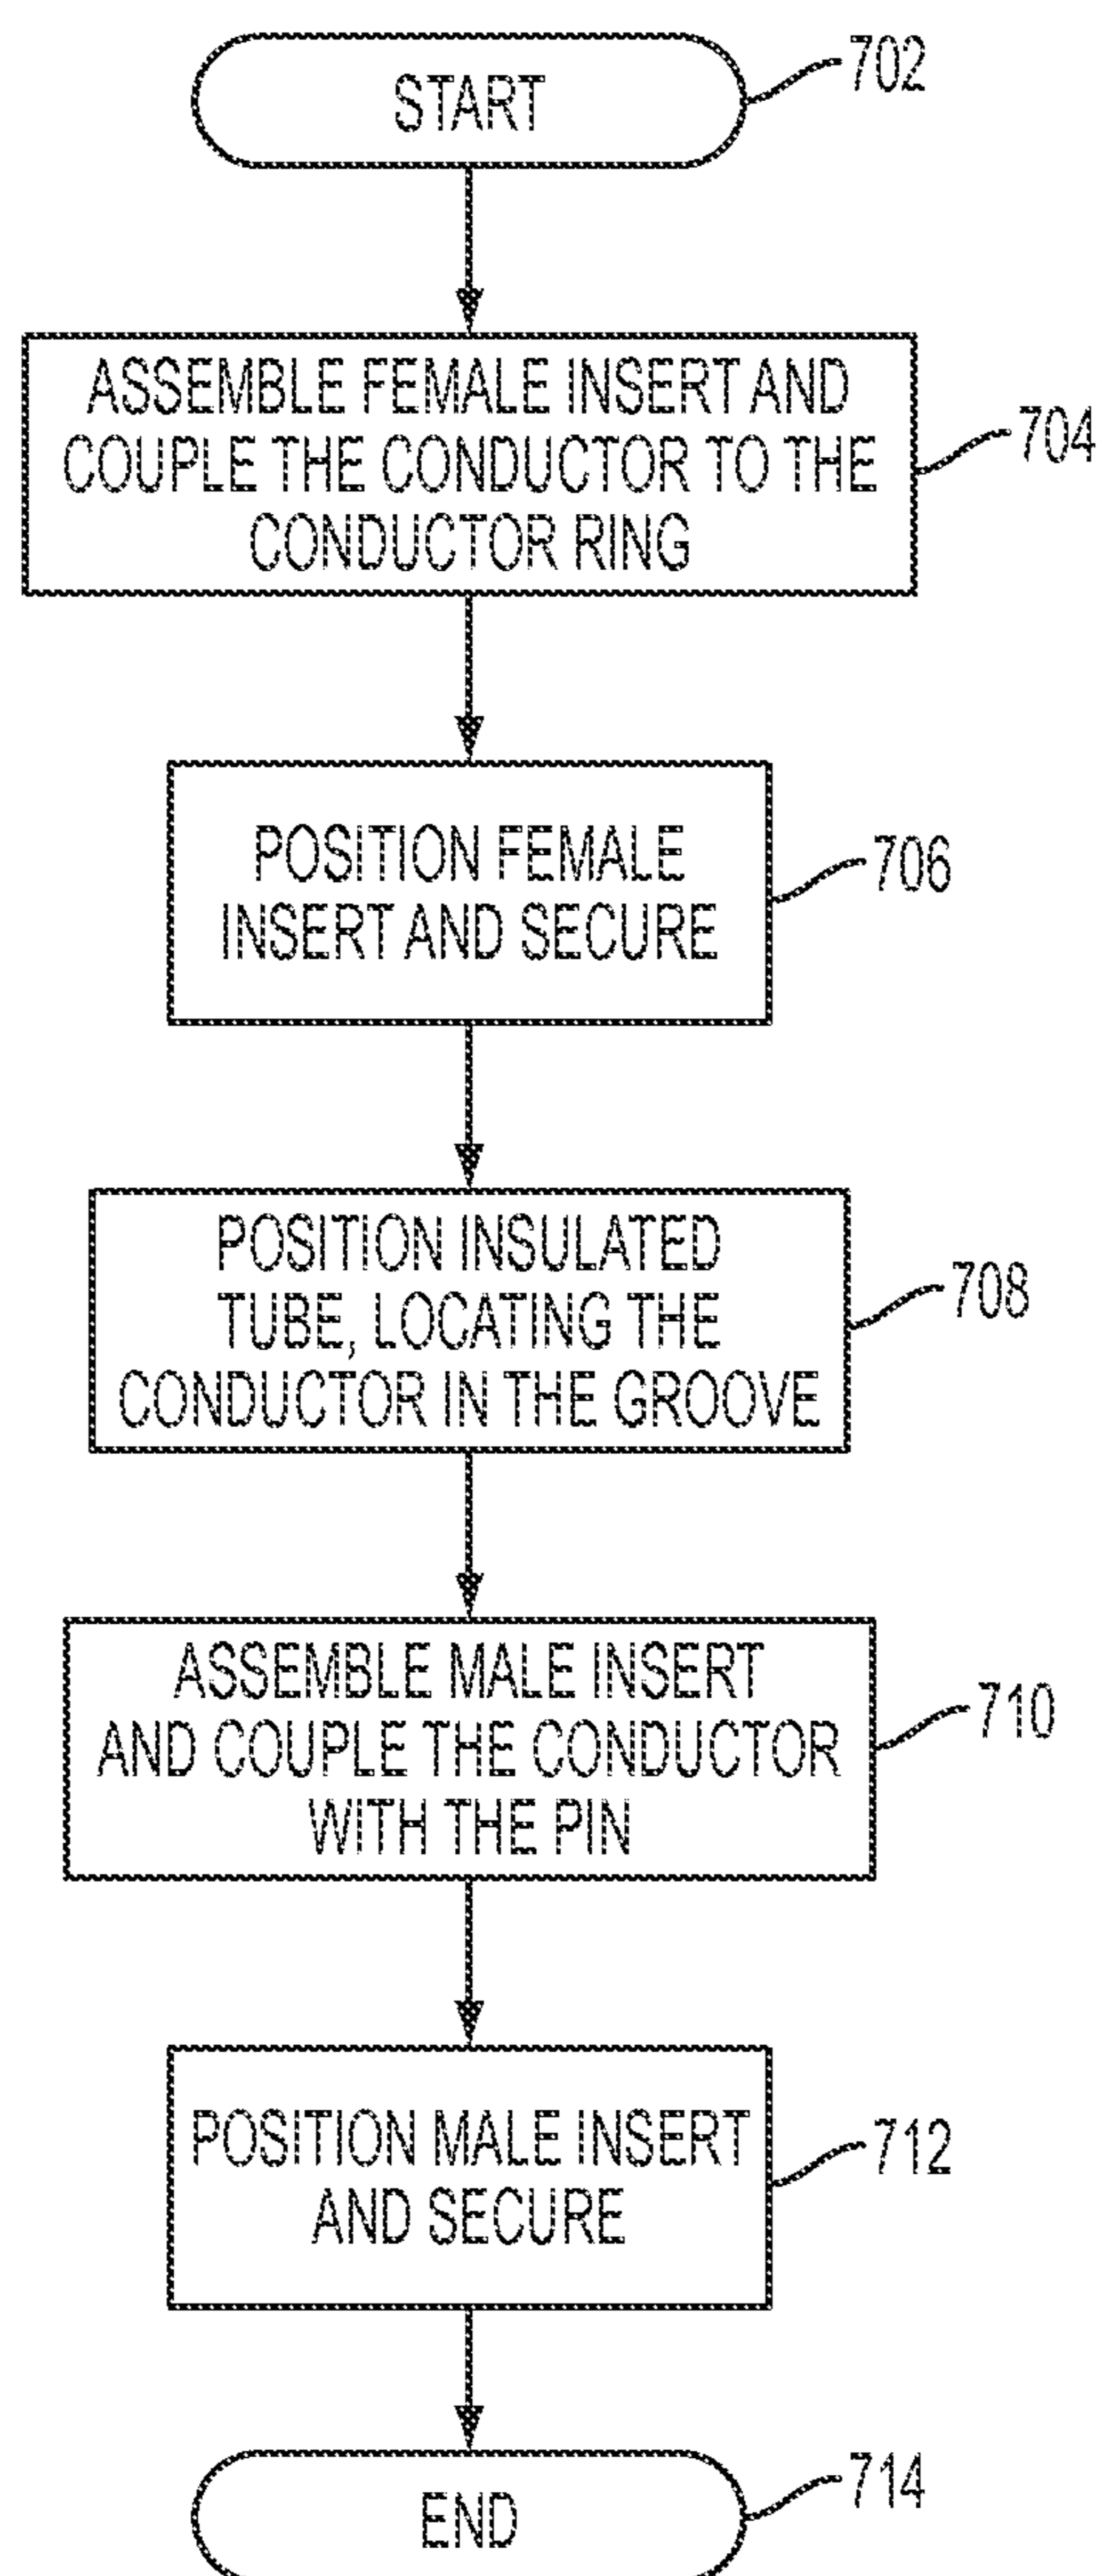 START
702
ASSEMBLE FEMALE INSERT AND
COUPLE THE CONDUCTOR TO THE
CONDUCTOR RING
704
POSITION FEMALE
INSERT AND SECURE
706
POSITION INSULATED
TUBE, LOCATING THE
CONDUCTOR IN THE GROOVE
708
ASSEMBLE MALE INSERT
AND COUPLE THE CONDUCTOR
WITH THE PIN
710
POSITION MALE INSERT
AND SECURE
712
END
714